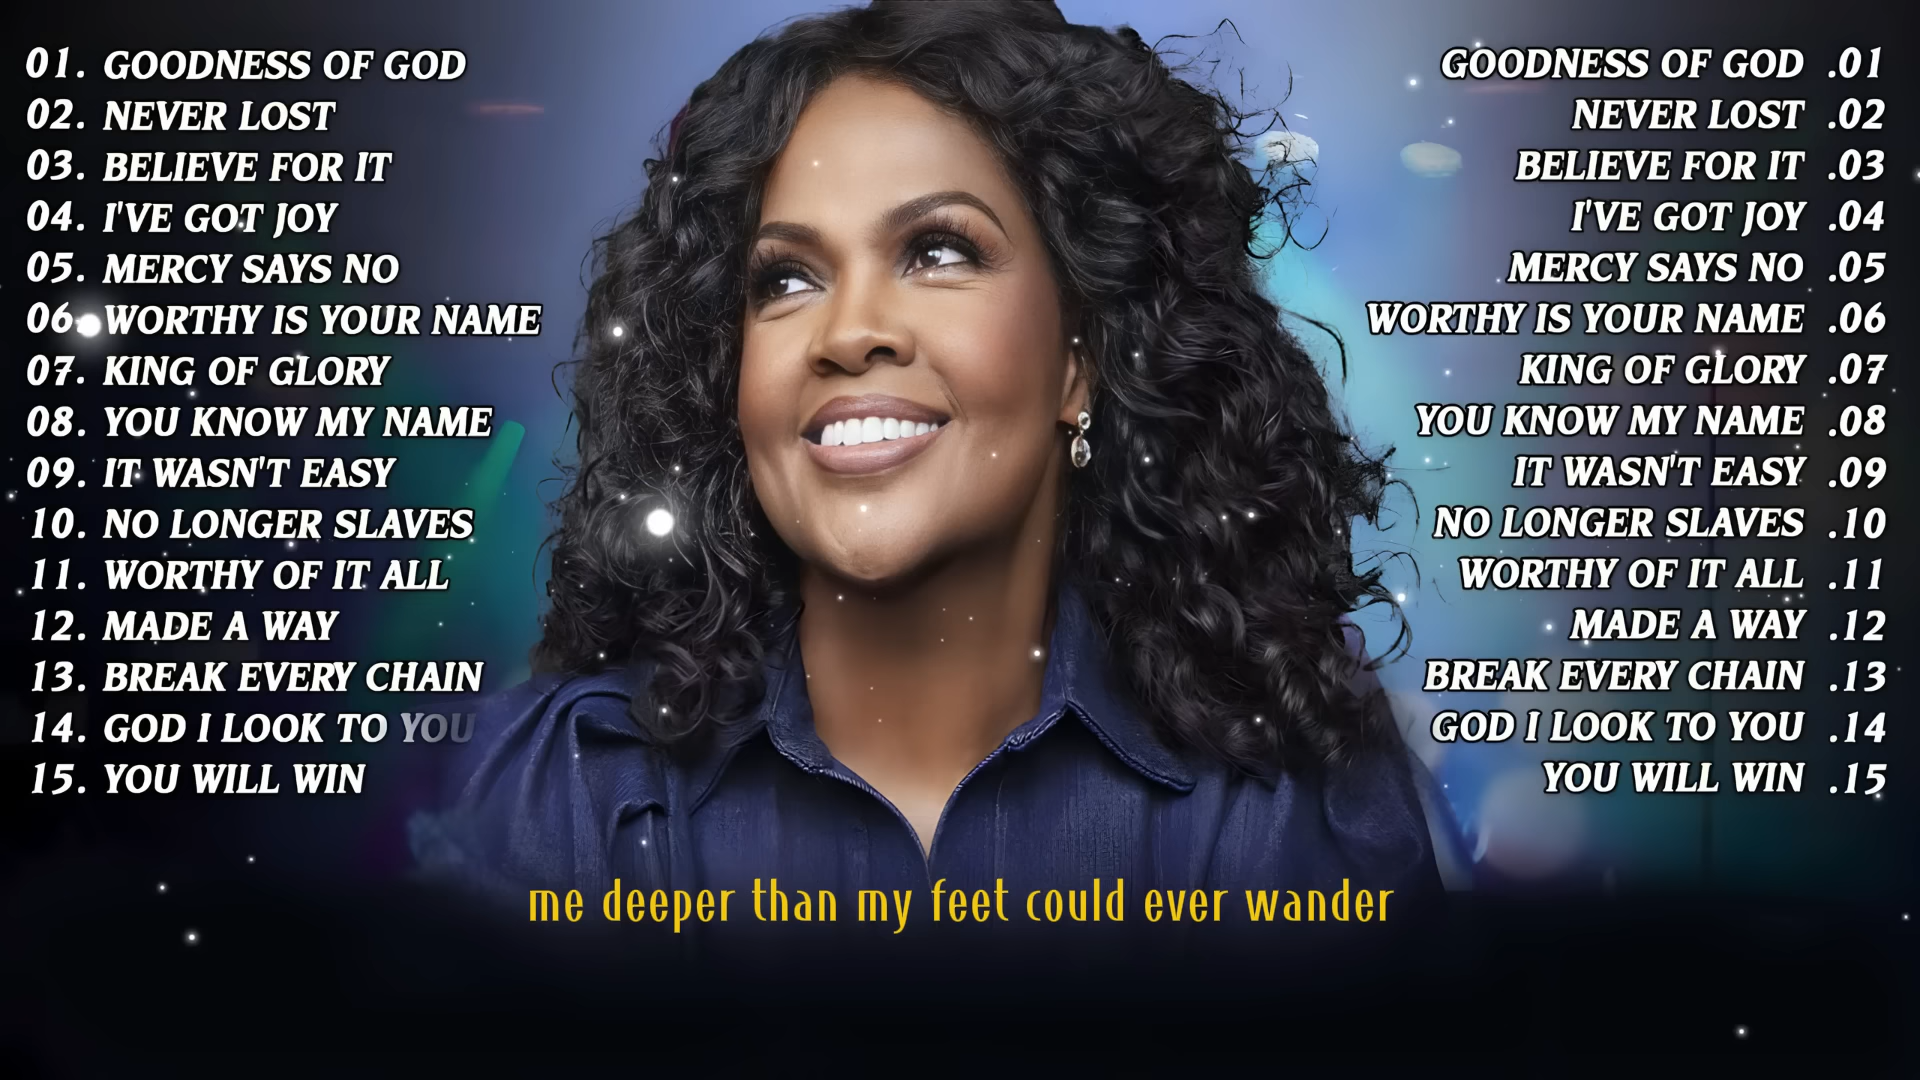 01. GOODNESS OF GOD
02. NEVER LOST
03. BELIEVE FOR IT
04. I'VE GOT JOY
05. MERCY SAYS NO
06. WORTHY IS YOUR NAME
07. KING OF GLORY
08. YOU KNOW MY NAME
09. IT WASN'T EASY
10. NO LONGER SLAVES
11. WORTHY OF IT ALL
12. MADE A WAY
13. BREAK EVERY CHAIN
14. GOD I LOOK TO YOU
15. YOU WILL WIN
GOODNESS OF GOD .01
NEVER LOST .02
BELIEVE FOR IT .03
I'VE GOT JOY .04
MERCY SAYS NO .05
WORTHY IS YOUR NAME .06
KING OF GLORY .07
YOU KNOW MY NAME .08
IT WASN'T EASY .09
NO LONGER SLAVES .10
WORTHY OF IT ALL .11
MADE A WAY .12
BREAK EVERY CHAIN .13
GOD I LOOK TO YOU .14
YOU WILL WIN .15
me deeper than my feet could ever wander